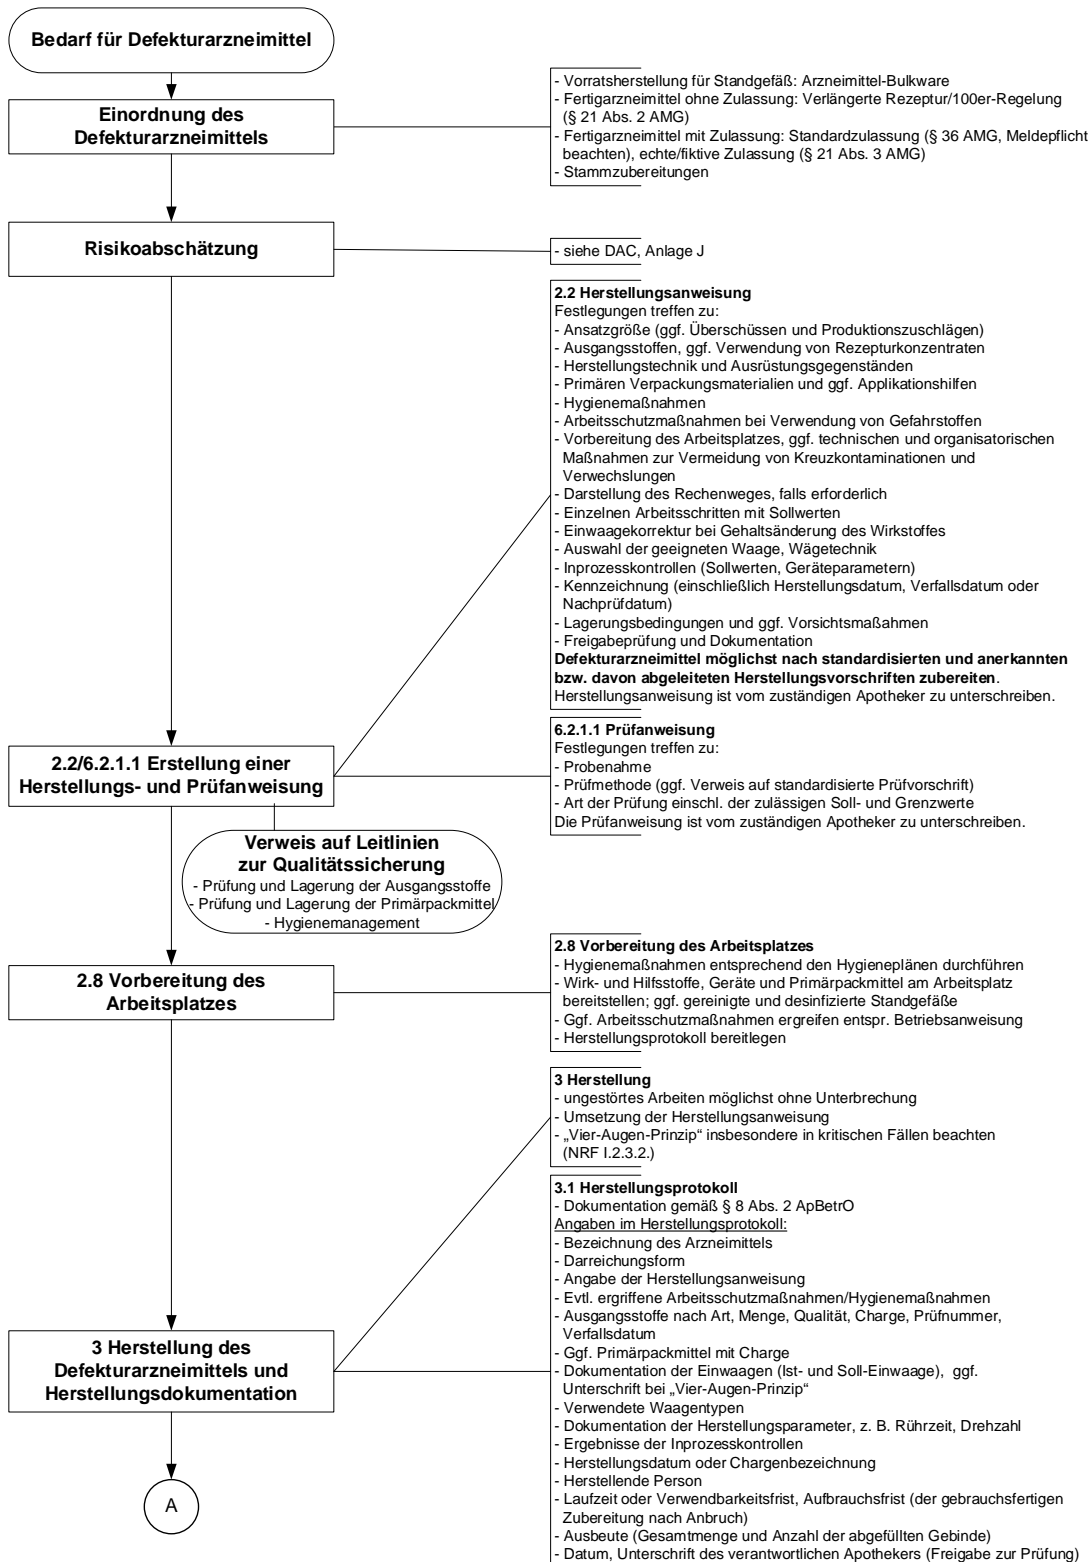 Bedarf für Defekturarzneimittel
Einordnung des
Defekturarzneimittels
- Vorratsherstellung für Standgefäß: Arzneimittel-Bulkware
- Fertigarzneimittel ohne Zulassung: Verlängerte Rezeptur/100er-Regelung
(§ 21 Abs. 2 AMG)
- Fertigarzneimittel mit Zulassung: Standardzulassung (§ 36 AMG, Meldepflicht
beachten), echte/fiktive Zulassung (§ 21 Abs. 3 AMG)
- Stammzubereitungen
Risikoabschätzung
- siehe DAC, Anlage J
2.2 Herstellungsanweisung
Festlegungen treffen zu:
- Ansatzgröße (ggf. Überschüssen und Produktionszuschlägen)
- Ausgangsstoffen, ggf. Verwendung von Rezepturkonzentraten
- Herstellungstechnik und Ausrüstungsgegenständen
- Primären Verpackungsmaterialien und ggf. Applikationshilfen
- Hygienemaßnahmen
- Arbeitsschutzmaßnahmen bei Verwendung von Gefahrstoffen
- Vorbereitung des Arbeitsplatzes, ggf. technischen und organisatorischen
Maßnahmen zur Vermeidung von Kreuzkontaminationen und
Verwechslungen
- Darstellung des Rechenweges, falls erforderlich
- Einzelnen Arbeitsschritten mit Sollwerten
- Einwaagekorrektur bei Gehaltsänderung des Wirkstoffes
- Auswahl der geeigneten Waage, Wägetechnik
- Inprozesskontrollen (Sollwerten, Geräteparametern)
- Kennzeichnung (einschließlich Herstellungsdatum, Verfallsdatum oder
Nachprüfdatum)
- Lagerungsbedingungen und ggf. Vorsichtsmaßahmen
- Freigabeprüfung und Dokumentation
Defekturarzneimittel möglichst nach standardisierten und anerkannten
bzw. davon abgeleiteten Herstellungsvorschriften zubereiten.
Herstellungsanweisung ist vom zuständigen Apotheker zu unterschreiben.
2.2/6.2.1.1 Erstellung einer
Herstellungs- und Prüfanweisung
6.2.1.1 Prüfanweisung
Festlegungen treffen zu:
- Probenahme
- Prüfmethode (ggf. Verweis auf standardisierte Prüfvorschrift)
- Art der Prüfung einschl. der zulässigen Soll- und Grenzwerte
Die Prüfanweisung ist vom zuständigen Apotheker zu unterschreiben.
Verweis auf Leitlinien
zur Qualitätssicherung
- Prüfung und Lagerung der Ausgangsstoffe
- Prüfung und Lagerung der Primärpackmittel
- Hygienemanagement
2.8 Vorbereitung des
Arbeitsplatzes
2.8 Vorbereitung des Arbeitsplatzes
- Hygienemaßnahmen entsprechend den Hygieneplänen durchführen
- Wirk- und Hilfsstoffe, Geräte und Primärpackmittel am Arbeitsplatz
bereitstellen; ggf. gereinigte und desinfizierte Standgefäße
- Ggf. Arbeitsschutzmaßnahmen ergreifen entspr. Betriebsanweisung
- Herstellungsprotokoll bereitlegen
3 Herstellung
- ungestörtes Arbeiten möglichst ohne Unterbrechung
- Umsetzung der Herstellungsanweisung
- „Vier-Augen-Prinzip“ insbesondere in kritischen Fällen beachten
(NRF I.2.3.2.)
3 Herstellung des
Defekturarzneimittels und
Herstellungsdokumentation
3.1 Herstellungsprotokoll
- Dokumentation gemäß § 8 Abs. 2 ApBetrO
Angaben im Herstellungsprotokoll:
- Bezeichnung des Arzneimittels
- Darreichungsform
- Angabe der Herstellungsanweisung
- Evtl. ergriffene Arbeitsschutzmaßnahmen/Hygienemaßnahmen
- Ausgangsstoffe nach Art, Menge, Qualität, Charge, Prüfnummer,
Verfallsdatum
- Ggf. Primärpackmittel mit Charge
- Dokumentation der Einwaagen (Ist- und Soll-Einwaage), ggf.
Unterschrift bei „Vier-Augen-Prinzip“
- Verwendete Waagentypen
- Dokumentation der Herstellungsparameter, z. B. Rührzeit, Drehzahl
- Ergebnisse der Inprozesskontrollen
- Herstellungsdatum oder Chargenbezeichnung
- Herstellende Person
- Laufzeit oder Verwendbarkeitsfrist, Aufbrauchsfrist (der gebrauchsfertigen
Zubereitung nach Anbruch)
- Ausbeute (Gesamtmenge und Anzahl der abgefüllten Gebinde)
- Datum, Unterschrift des verantwortlichen Apothekers (Freigabe zur Prüfung)
A